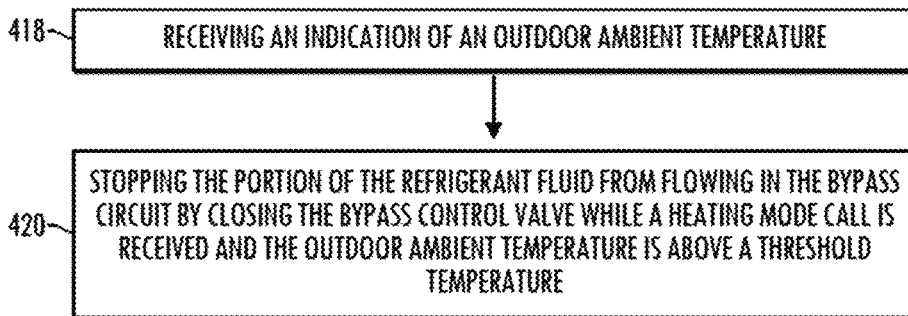 418 RECEIVING AN INDICATION OF AN OUTDOOR AMBIENT TEMPERATURE
STOPPING THE PORTION OF THE REFRIGERANT FLUID FROM FLOWING IN THE BYPASS
CIRCUIT BY CLOSING THE BYPASS CONTROL VALVE WHILE A HEATING MODE CALL IS
420 RECEIVED AND THE OUTDOOR AMBIENT TEMPERATURE IS ABOVE A THRESHOLD
TEMPERATURE